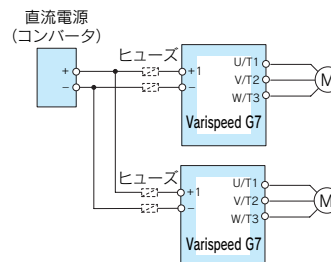 直流電源
(コンバータ)
ヒューズ
+
−
+1
−
U/T1
V/T2
W/T3
M
Varispeed G7
ヒューズ
+1
−
U/T1
V/T2
W/T3
M
Varispeed G7